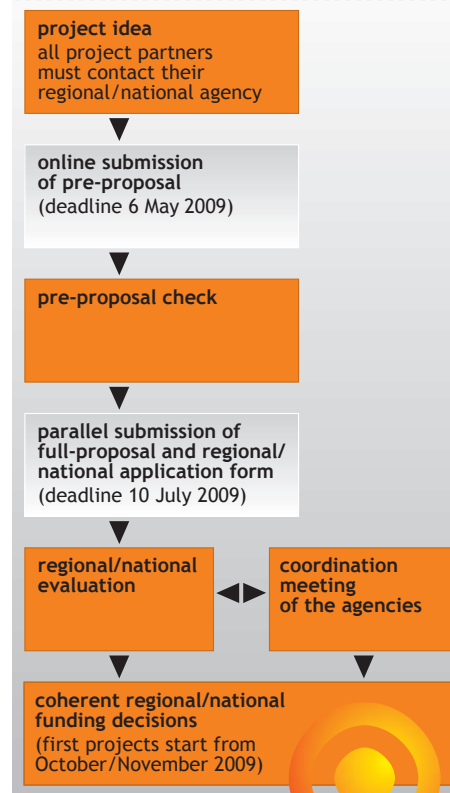 project idea
all project partners
must contact their
regional/national agency
online submission
of pre-proposal
(deadline 6 May 2009)
pre-proposal check
parallel submission of
full-proposal and regional/
national application form
(deadline 10 July 2009)
regional/national
evaluation
coordination
meeting
of the agencies
coherent regional/national
funding decisions
(first projects start from
October/November 2009)